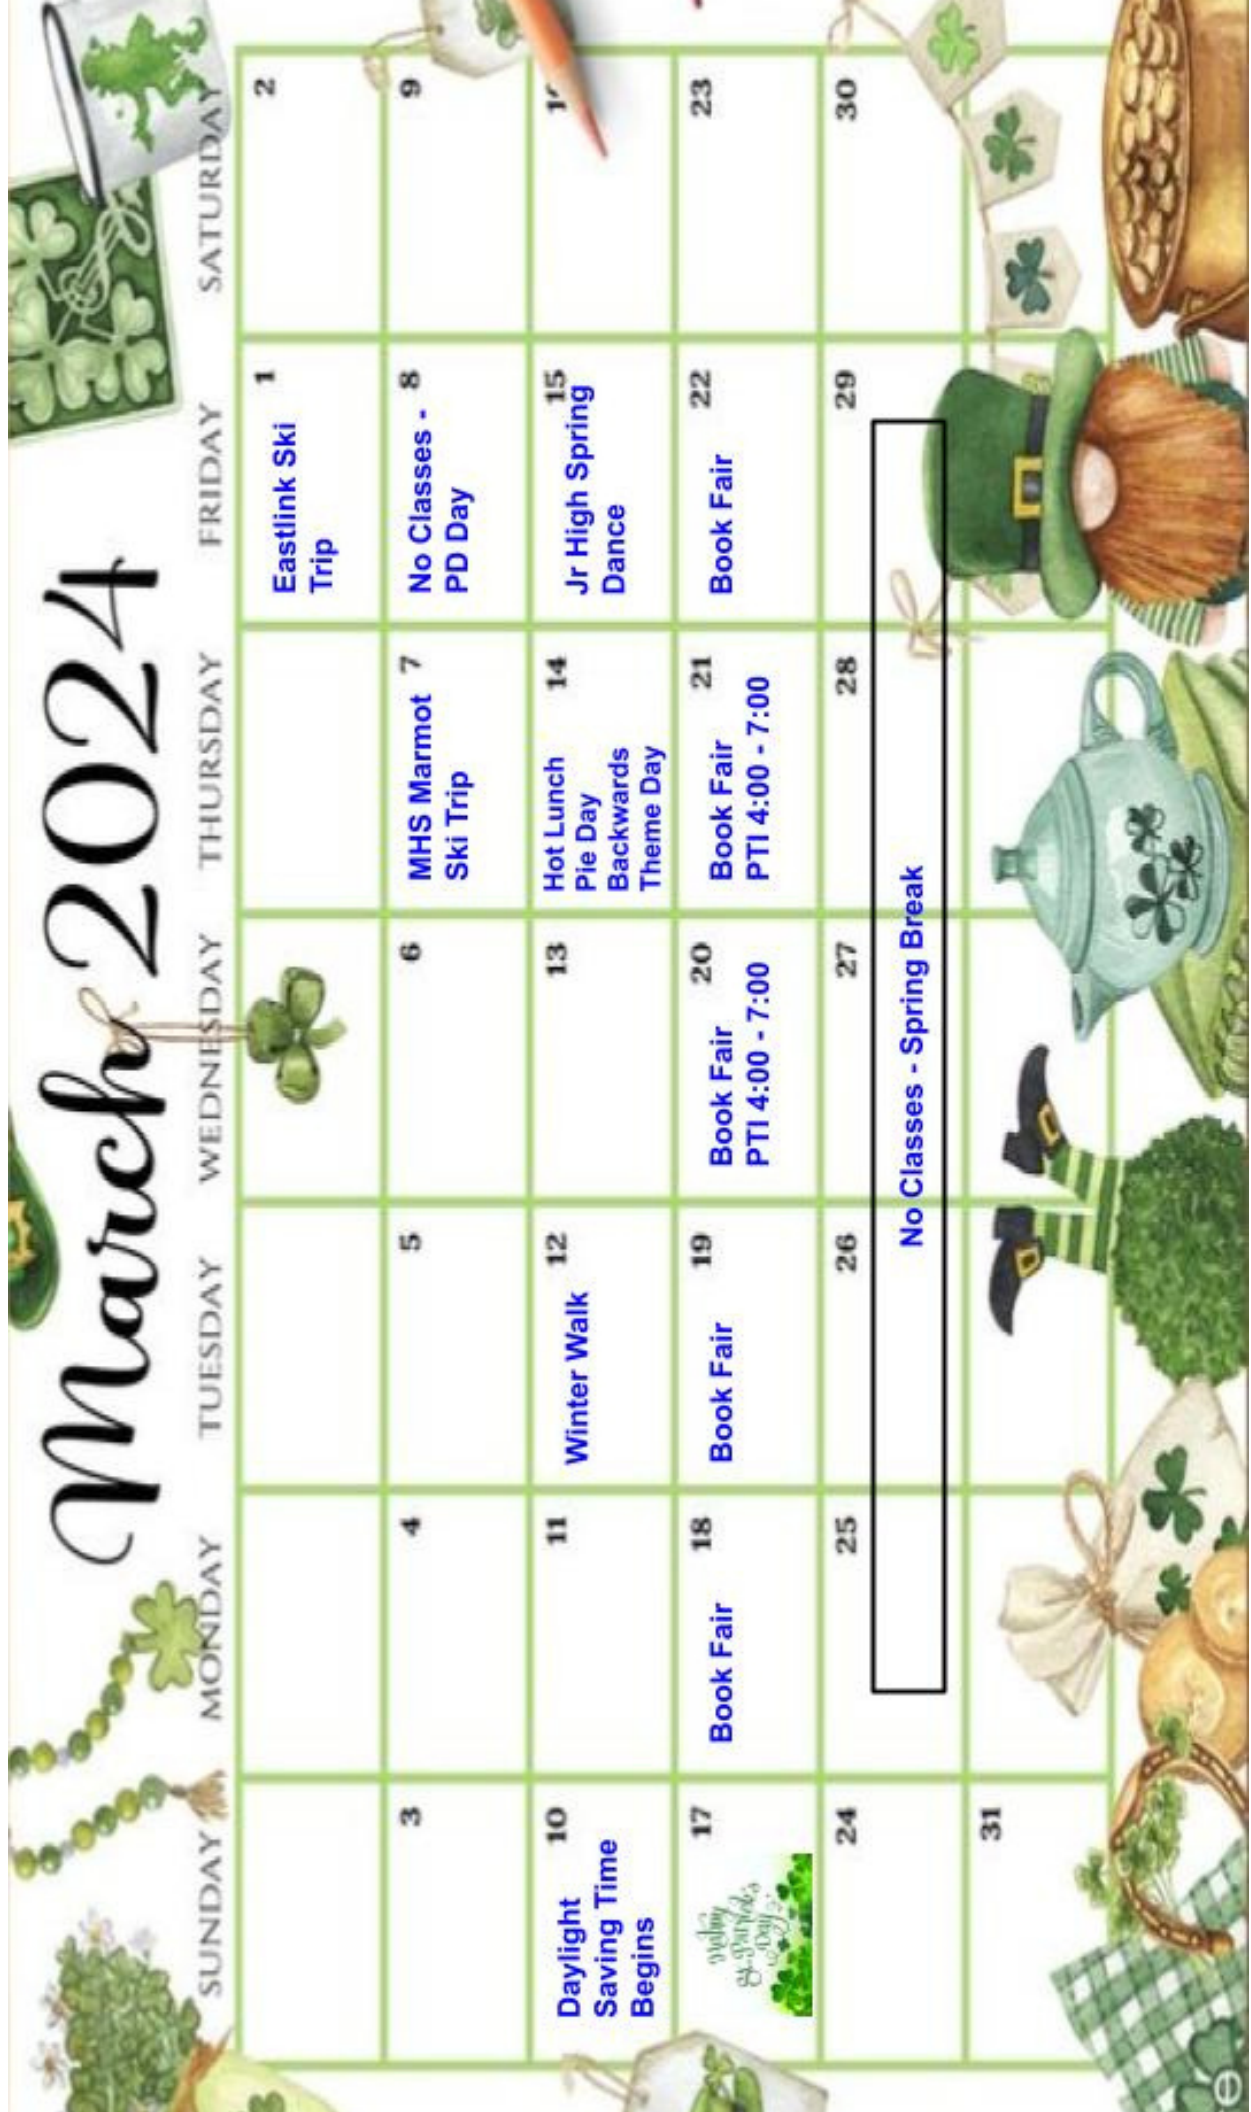 March 2024
SUNDAY MONDAY TUESDAY WEDNESDAY THURSDAY FRIDAY SATURDAY
1
Eastlink Ski
Trip
2
3
4
5
6
7
MHS Marmot
Ski Trip
8
No Classes -
PD Day
9
10
Daylight
Saving Time
Begins
11
12
Winter Walk
13
14
Hot Lunch
Pie Day
Backwards
Theme Day
15
Jr High Spring
Dance
17
Happy
St. Patrick's
Day
18
Book Fair
19
Book Fair
20
Book Fair
PTI 4:00 - 7:00
21
Book Fair
PTI 4:00 - 7:00
22
Book Fair
23
24
25
26
27
28
29
No Classes - Spring Break
30
31